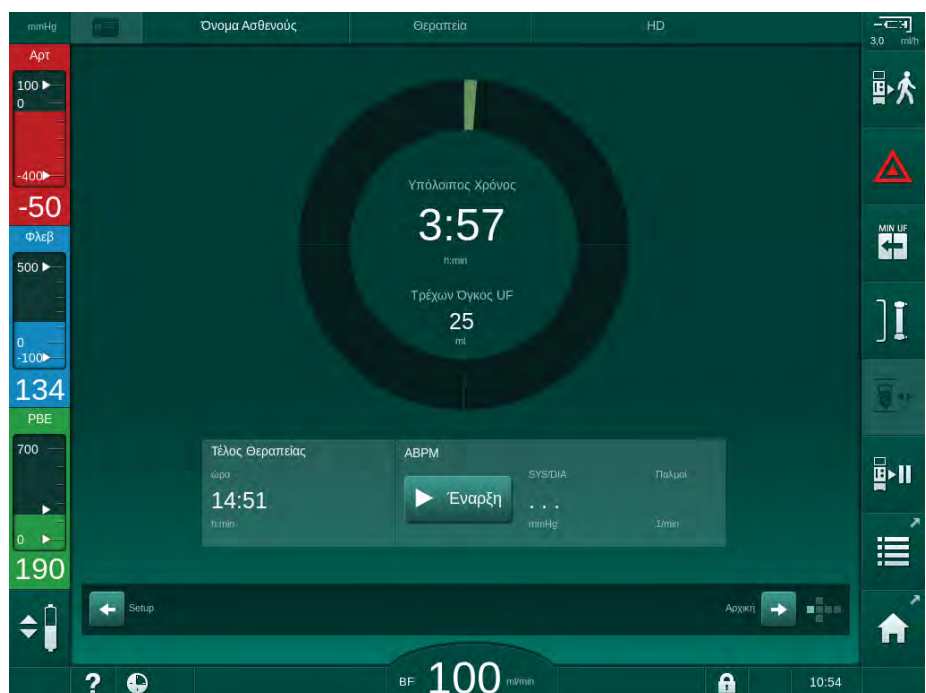 mmHg
Όνομα Ασθενούς
Θεραπεία
HD
3,0 ml/h
Αρτ
100
0
-400
-50
Φλεβ
500
0
-100
134
PBE
700
0
190
Υπόλοιπος Χρόνος
3:57
h:min
Τρέχων Όγκος UF
25
ml
MIN UF
Τέλος Θεραπείας
ώρα
14:51
h:min
ABPM
Έναρξη
SYS/DIA
. . .
mmHg
Παλμοί
1/min
Setup
Αρχική
?
BF 100 ml/min
10:54